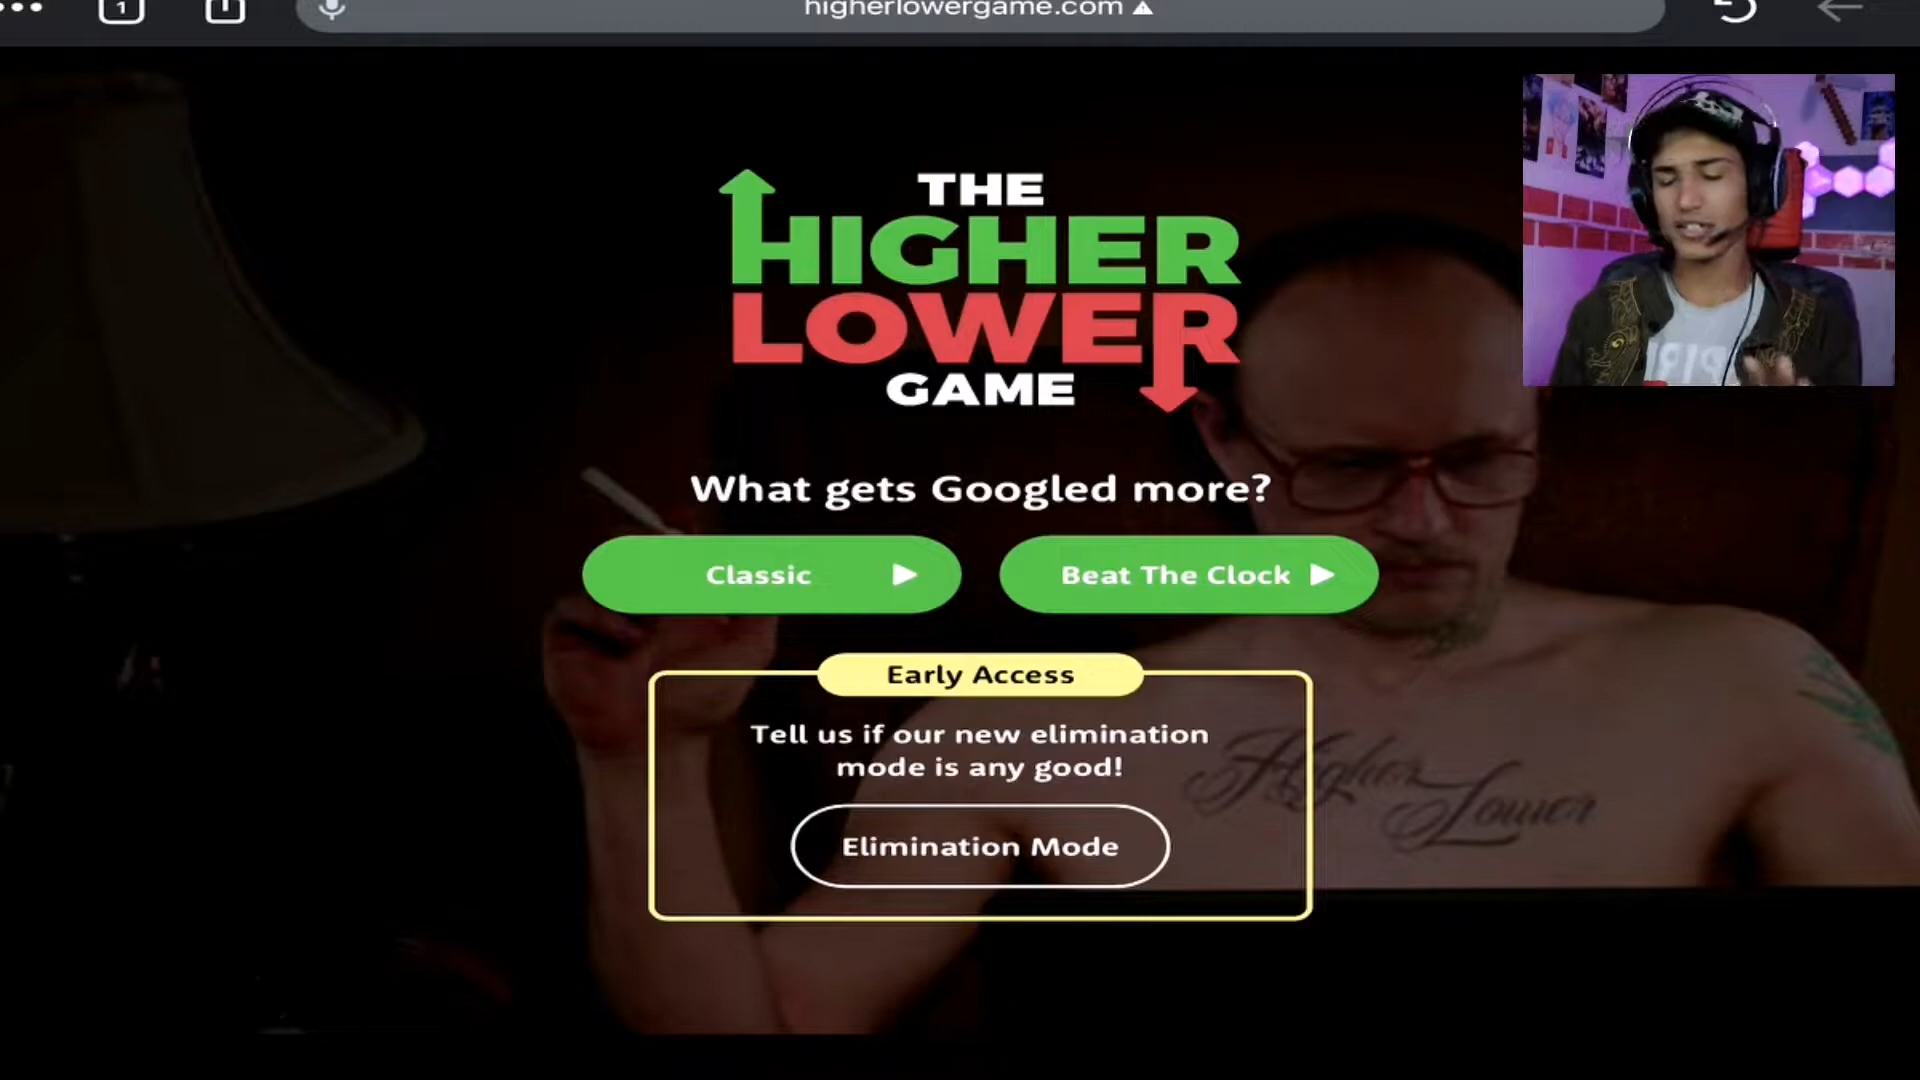 1
higherlowergame.com
THE
HIGHER
LOWER
GAME
What gets Googled more?
Classic
Beat The Clock
Early Access
Tell us if our new elimination
mode is any good!
Elimination Mode
Higher
Lower